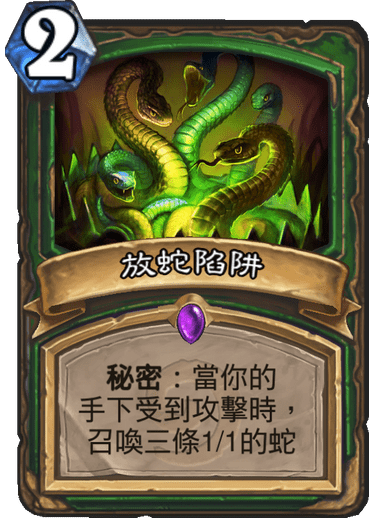 2
放蛇陷阱
秘密：當你的
手下受到攻擊時，
召喚三條1/1的蛇